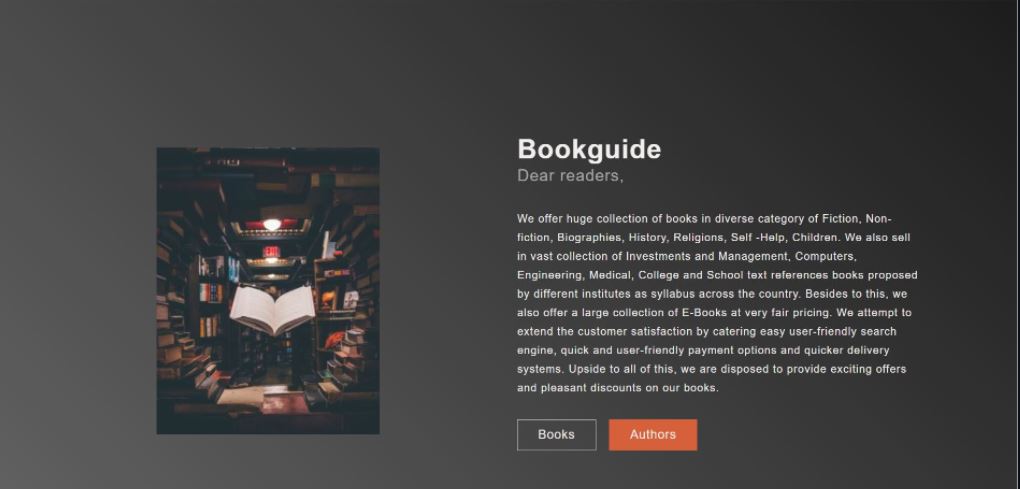 Bookguide
Dear readers,
We offer huge collection of books in diverse category of Fiction, Non-
fiction, Biographies, History, Religions, Self -Help, Children. We also sell
in vast collection of Investments and Management, Computers,
Engineering, Medical, College and School text references books proposed
by different institutes as syllabus across the country. Besides to this, we
also offer a large collection of E-Books at very fair pricing. We attempt to
extend the customer satisfaction by catering easy user-friendly search
engine, quick and user-friendly payment options and quicker delivery
systems. Upside to all of this, we are disposed to provide exciting offers
and pleasant discounts on our books.
Books
Authors
EXIT